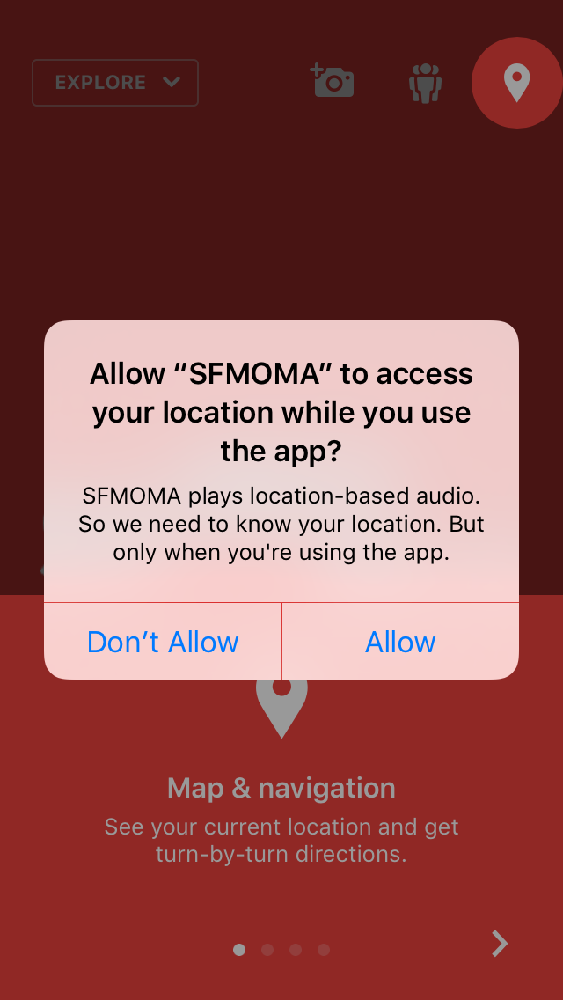 EXPLORE
Allow “SFMOMA” to access
your location while you use
the app?
SFMOMA plays location-based audio.
So we need to know your location. But
only when you're using the app.
Don’t Allow
Allow
Map & navigation
See your current location and get
turn-by-turn directions.